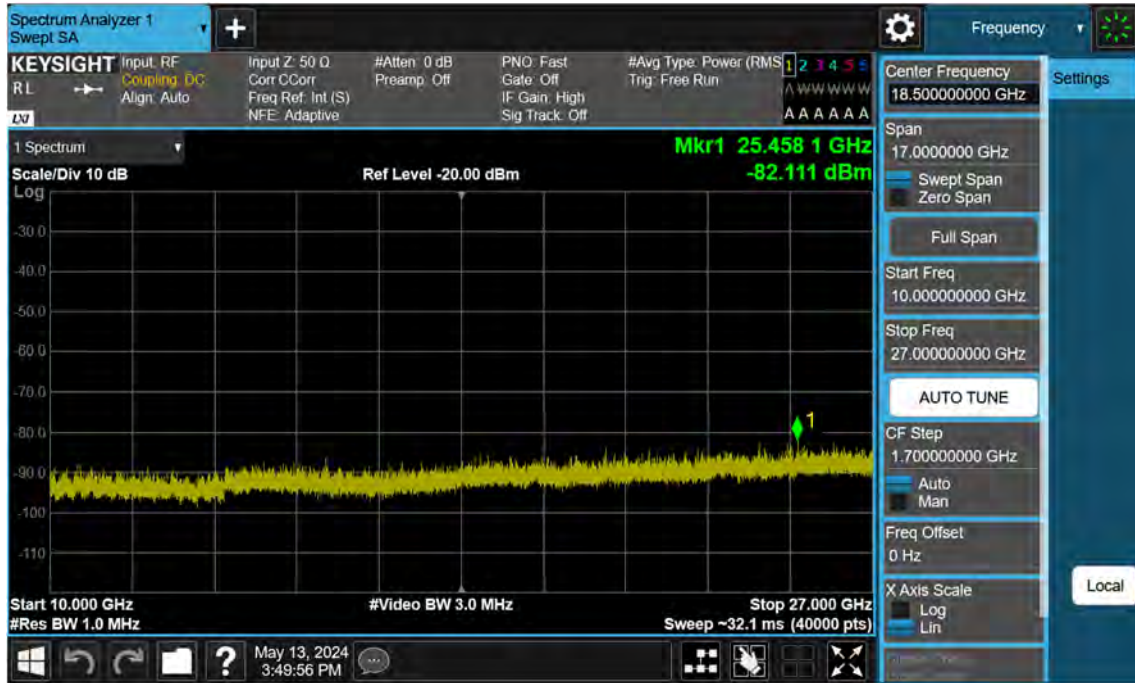 Spectrum Analyzer 1
Swept SA
+
Frequency
KEYSIGHT
RL
LXI
Input: RF
Coupling: DC
Align: Auto
Input Z: 50 Ω
Corr CCorr
Freq Ref: Int (S)
NFE: Adaptive
#Atten: 0 dB
Preamp: Off
PNO: Fast
Gate: Off
IF Gain: High
Sig Track: Off
#Avg Type: Power (RMS
Trig: Free Run
1 2 3 4 5 6
A W W W W W
A A A A A A
1 Spectrum
Mkr1 25.458 1 GHz
Scale/Div 10 dB
Ref Level -20.00 dBm
-82.111 dBm
Log
-30.0
-40.0
-50.0
-60.0
-70.0
-80.0
-90.0
-100
-110
1
Start 10.000 GHz
#Video BW 3.0 MHz
Stop 27.000 GHz
#Res BW 1.0 MHz
Sweep ~32.1 ms (40000 pts)
?
May 13, 2024
3:49:56 PM
Center Frequency
18.500000000 GHz
Span
17.0000000 GHz
Swept Span
Zero Span
Full Span
Start Freq
10.000000000 GHz
Stop Freq
27.000000000 GHz
AUTO TUNE
CF Step
1.700000000 GHz
Auto
Man
Freq Offset
0 Hz
X Axis Scale
Log
Lin
Settings
Local